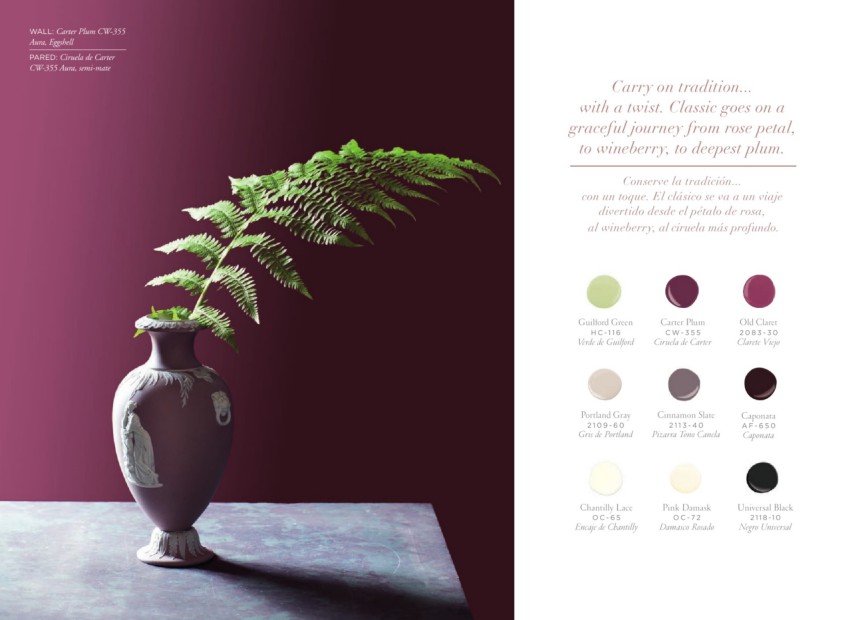 WALL: Carter Plum CW-355
Aura, Eggshell
PARED: Ciruela de Carter
CW-355 Aura, semi-mate
Carry on tradition...
with a twist. Classic goes on a
graceful journey from rose petal,
to wineberry, to deepest plum.
Conserve la tradición...
con un toque. El clásico se va a un viaje
divertido desde el pétalo de rosa,
al wineberry, al ciruela más profundo.
Guilford Green
HC-116
Verde de Guilford
Carter Plum
CW-355
Ciruela de Carter
Old Claret
2083-30
Clarete Viejo
Portland Gray
2109-60
Gris de Portland
Cinnamon Slate
2113-40
Pizarra Tono Canela
Caponata
AF-650
Caponata
Chantilly Lace
OC-65
Encaje de Chantilly
Pink Damask
OC-72
Damasco Rosado
Universal Black
2118-10
Negro Universal